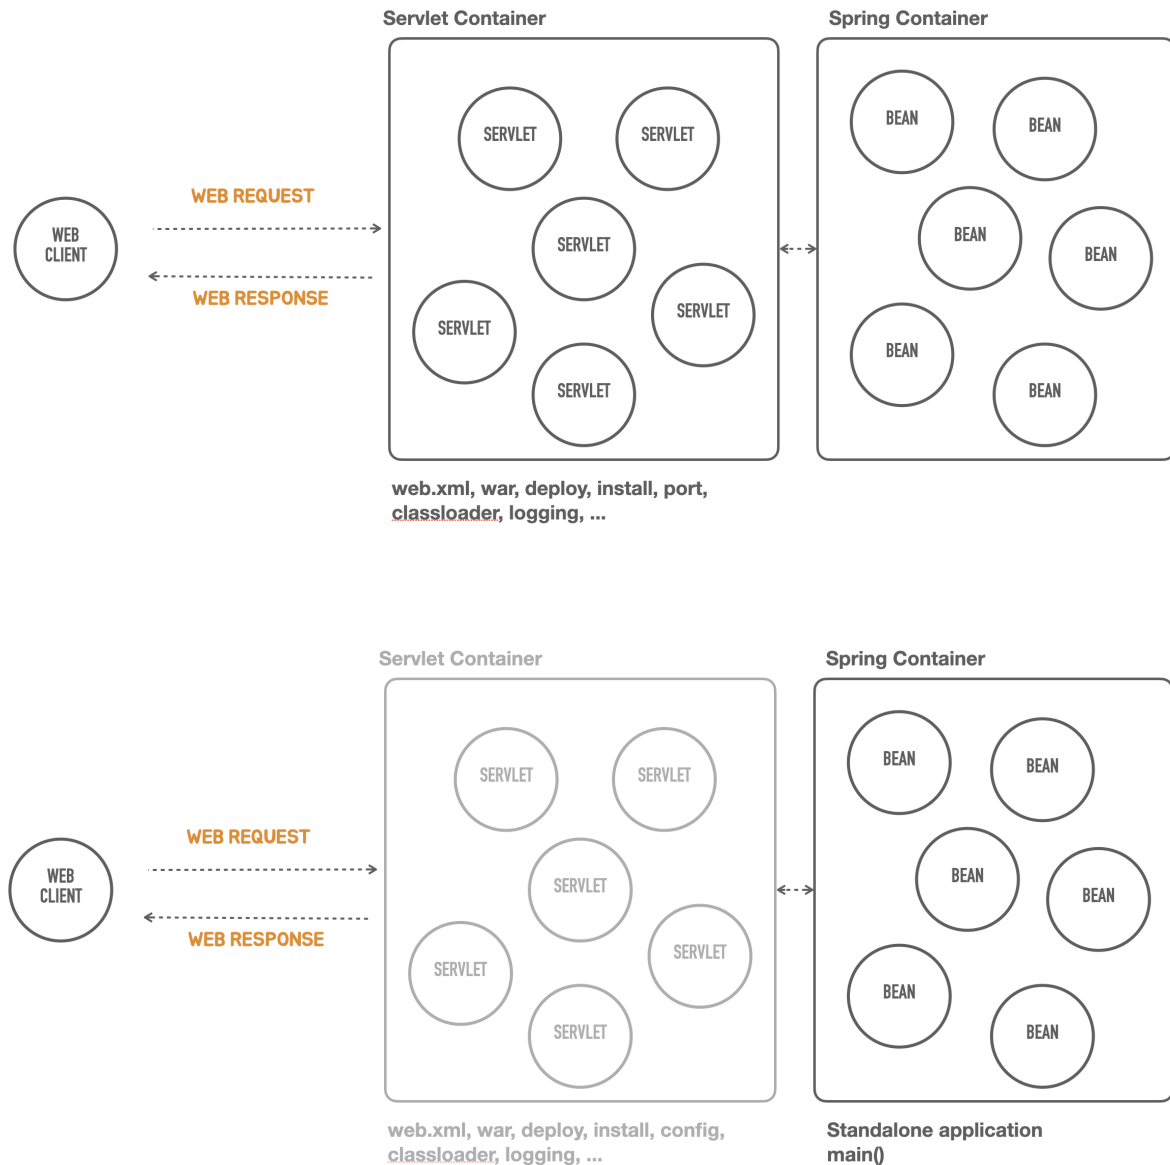 Servlet Container
Spring Container
SERVLET
SERVLET
BEAN
BEAN
WEB REQUEST
WEB
CLIENT
SERVLET
BEAN
BEAN
WEB RESPONSE
SERVLET
SERVLET
BEAN
SERVLET
BEAN
web.xml, war, deploy, install, port,
classloader, logging, ...
Servlet Container
Spring Container
SERVLET
SERVLET
BEAN
BEAN
WEB REQUEST
WEB
CLIENT
SERVLET
BEAN
BEAN
WEB RESPONSE
SERVLET
SERVLET
BEAN
SERVLET
BEAN
web.xml, war, deploy, install, config,
classloader, logging, ...
Standalone application
main()